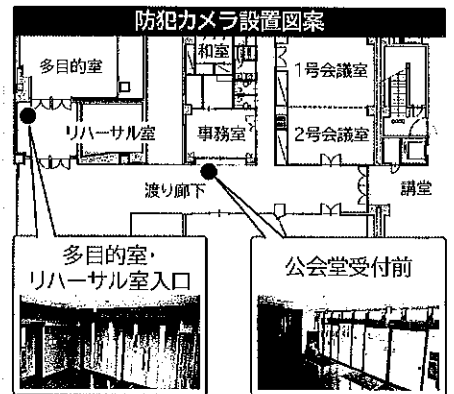 防犯カメラ設置図案
多目的室
和室
1号会議室
リハーサル室
事務室
2号会議室
渡り廊下
講堂
多目的室・
リハーサル室入口
公会堂受付前